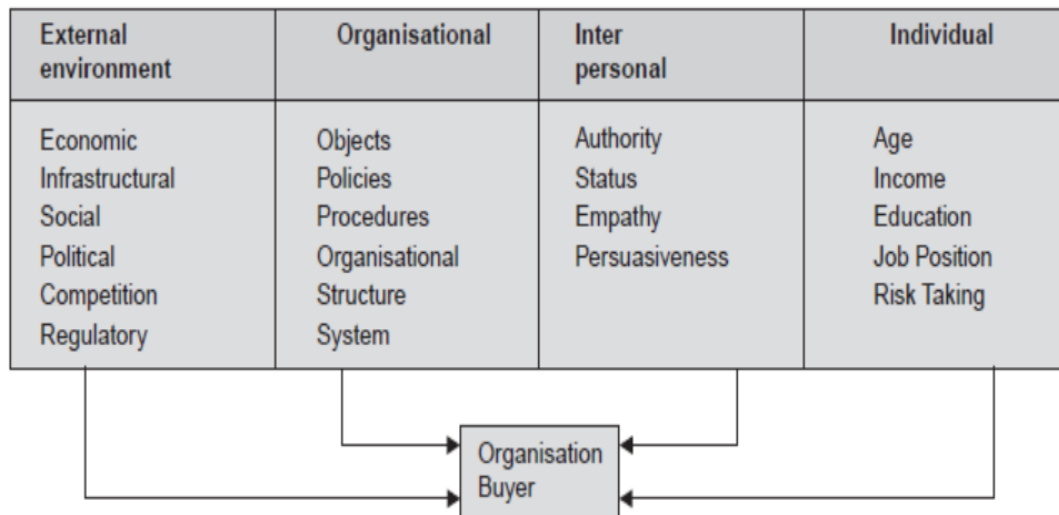 External
environment
Organisational
Inter
personal
Individual
Economic
Infrastructural
Social
Political
Competition
Regulatory
Objects
Policies
Procedures
Organisational
Structure
System
Authority
Status
Empathy
Persuasiveness
Age
Income
Education
Job Position
Risk Taking
Organisation
Buyer